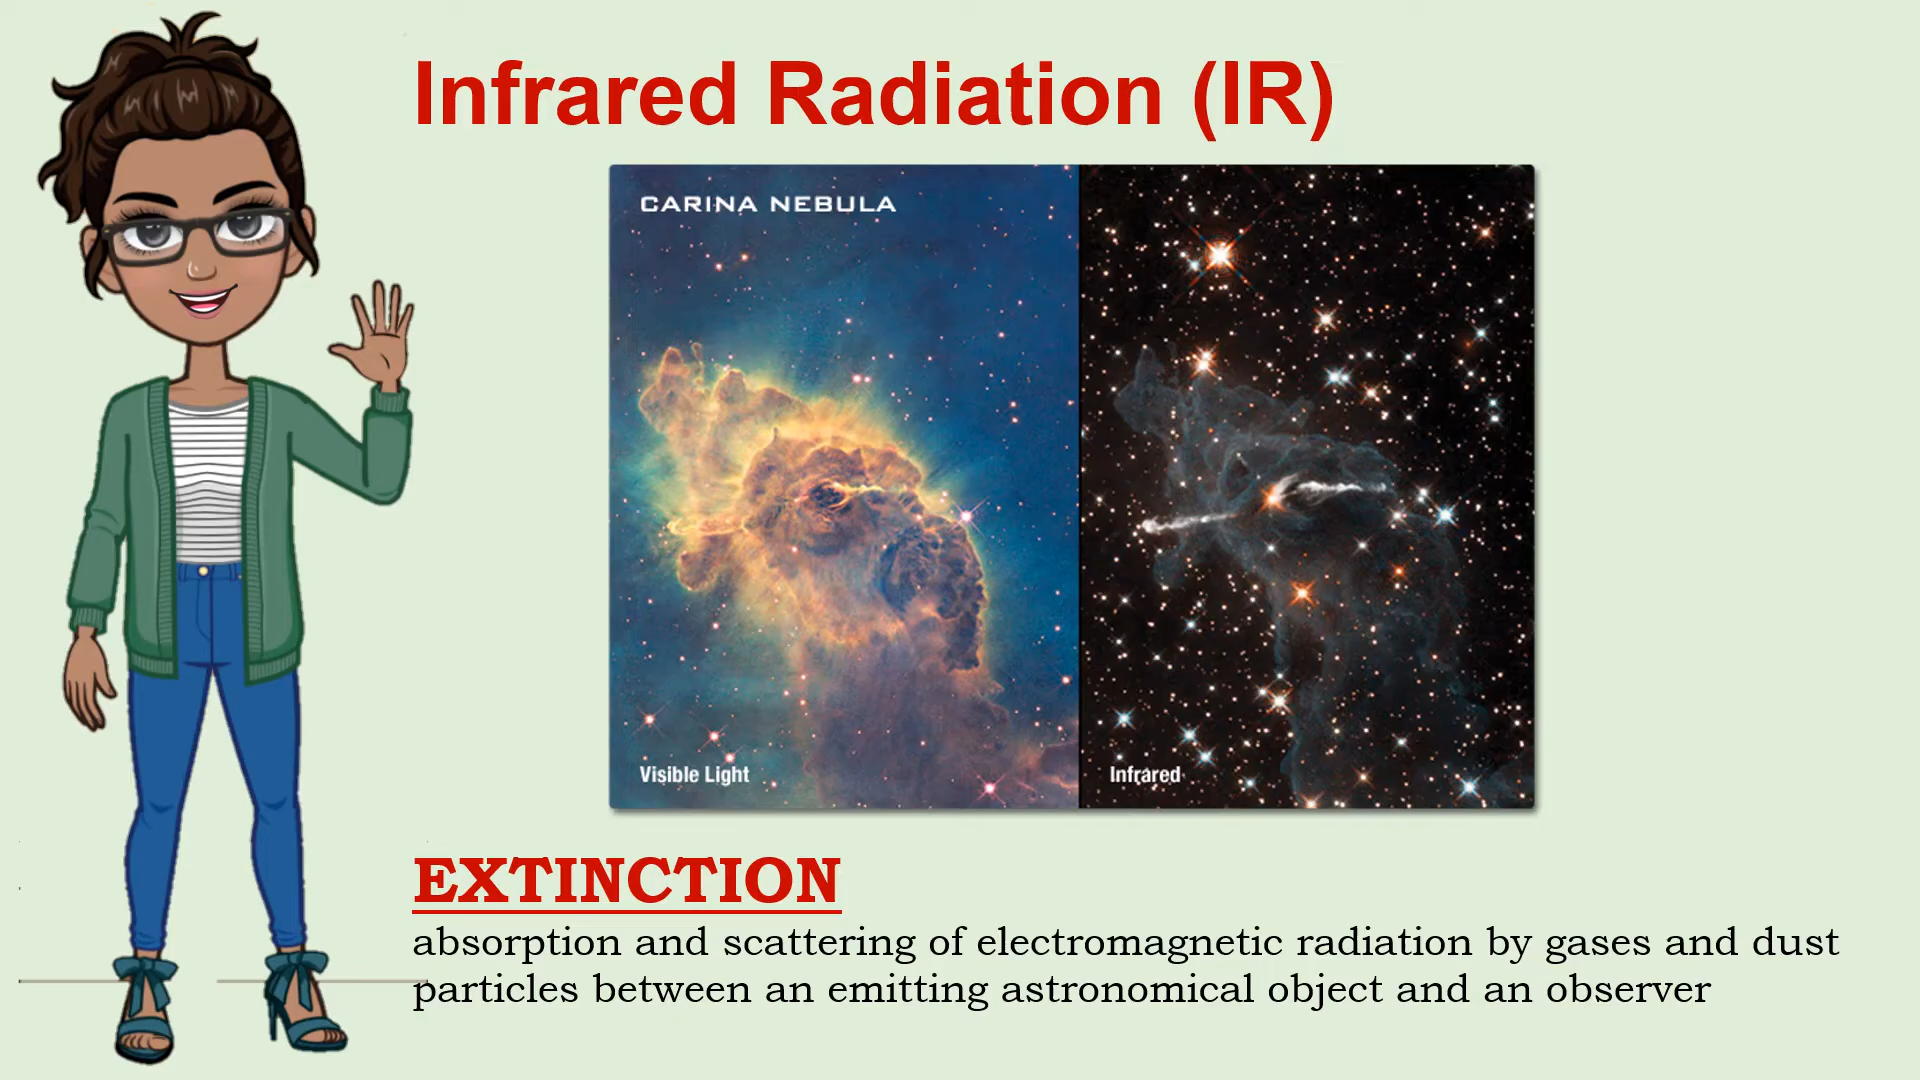 Infrared Radiation (IR)
CARINA NEBULA
Visible Light
Infrared
EXTINCTION
absorption and scattering of electromagnetic radiation by gases and dust
particles between an emitting astronomical object and an observer